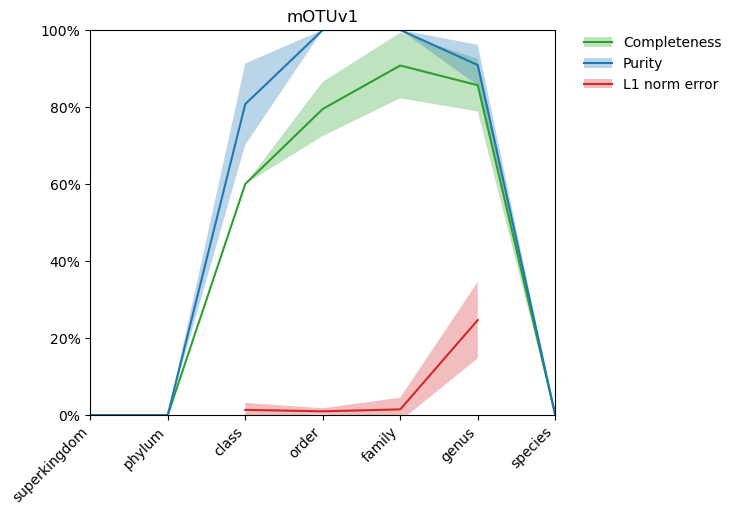 mOTUv1
100%
80%
60%
40%
20%
0%
superkingdom
phylum
class
order
family
genus
species
Completeness
Purity
L1 norm error